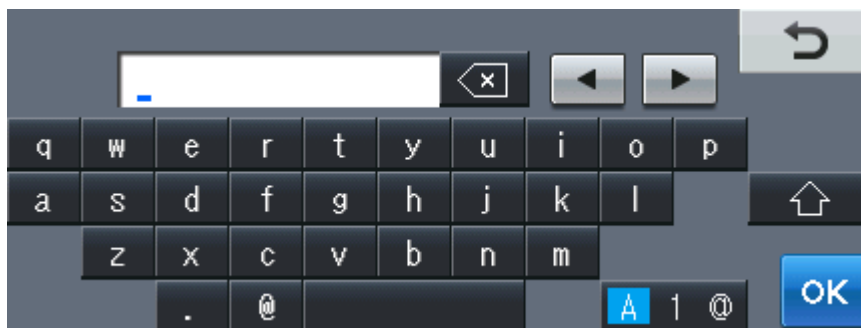 q w e r t y u i o p
a s d f g h j k l
z x c v b n m
. @ A 1 @
OK